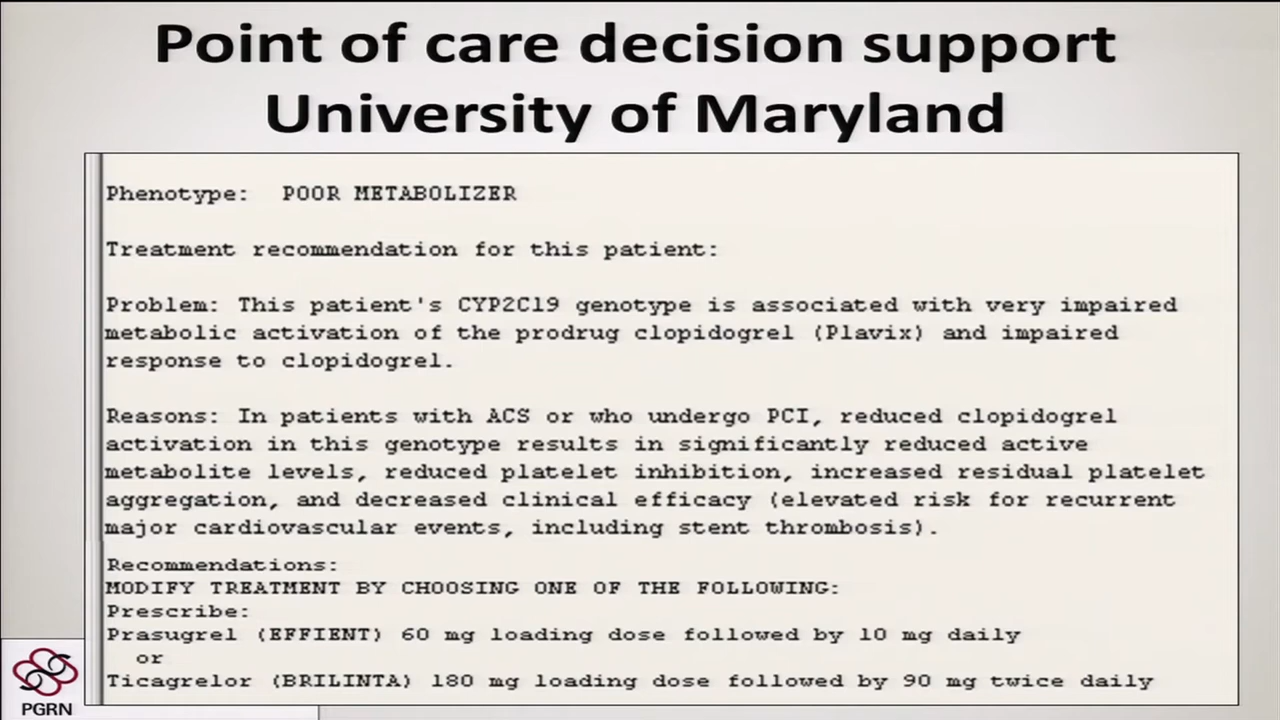 Point of care decision support
University of Maryland
Phenotype: POOR METABOLIZER
Treatment recommendation for this patient:
Problem: This patient's CYP2C19 genotype is associated with very impaired
metabolic activation of the prodrug clopidogrel (Plavix) and impaired
response to clopidogrel.
Reasons: In patients with ACS or who undergo PCI, reduced clopidogrel
activation in this genotype results in significantly reduced active
metabolite levels, reduced platelet inhibition, increased residual platelet
aggregation, and decreased clinical efficacy (elevated risk for recurrent
major cardiovascular events, including stent thrombosis).
Recommendations:
MODIFY TREATMENT BY CHOOSING ONE OF THE FOLLOWING:
Prescribe:
Prasugrel (EFFIENT) 60 mg loading dose followed by 10 mg daily
or
Ticagrelor (BRILINTA) 180 mg loading dose followed by 90 mg twice daily
PGRN